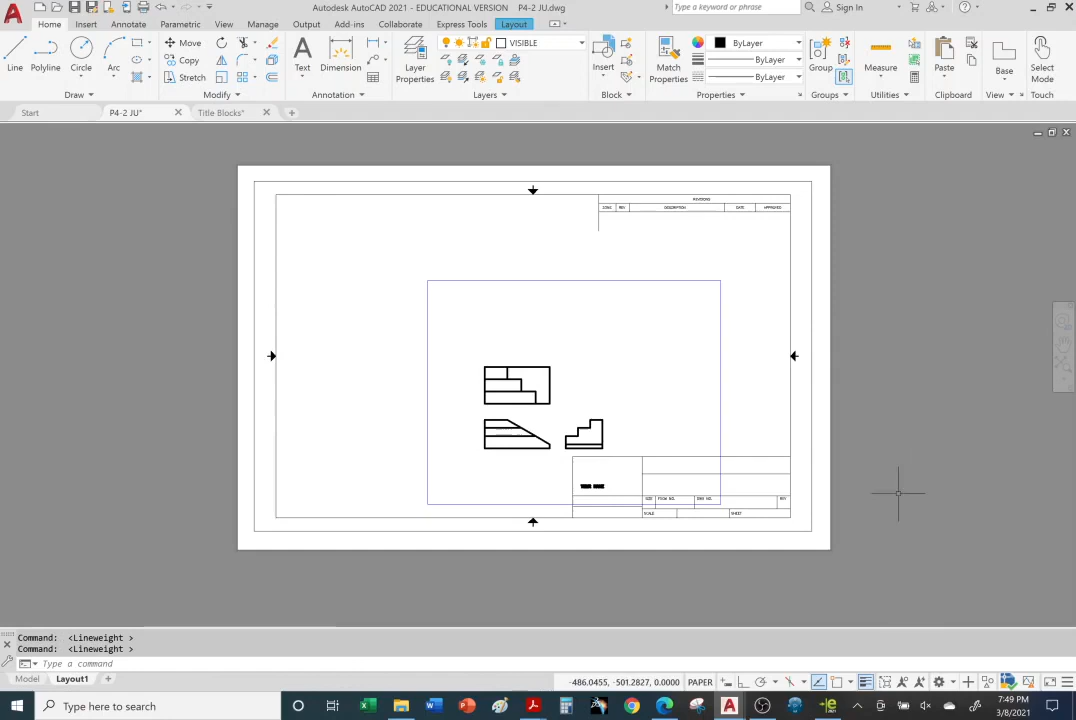 Autodesk AutoCAD 2021 - EDUCATIONAL VERSION P4-2 JU.dwg
Type a keyword or phrase
Sign In
Home Insert Annotate Parametric View Manage Output Add-ins Collaborate Express Tools Layout
Line Polyline Circle Arc
Move
Copy
Stretch
Text Dimension
Layer
Properties
VISIBLE
Insert
Match
Properties
ByLayer
ByLayer
ByLayer
Group
Measure
Paste
Base
Select
Mode
Draw Modify Annotation Layers Block Properties Groups Utilities Clipboard View Touch
Start P4-2 JU* Title Blocks*
REVISIONS
ZONE REV DESCRIPTION DATE APPROVED
YOUR NAME
SIZE FSCM NO. DWG NO. REV
SCALE SHEET
Command: <Lineweight >
Command: <Lineweight >
Type a command
Model Layout1
-486.0455, -501.2827, 0.0000 PAPER
Type here to search
7:49 PM
3/8/2021